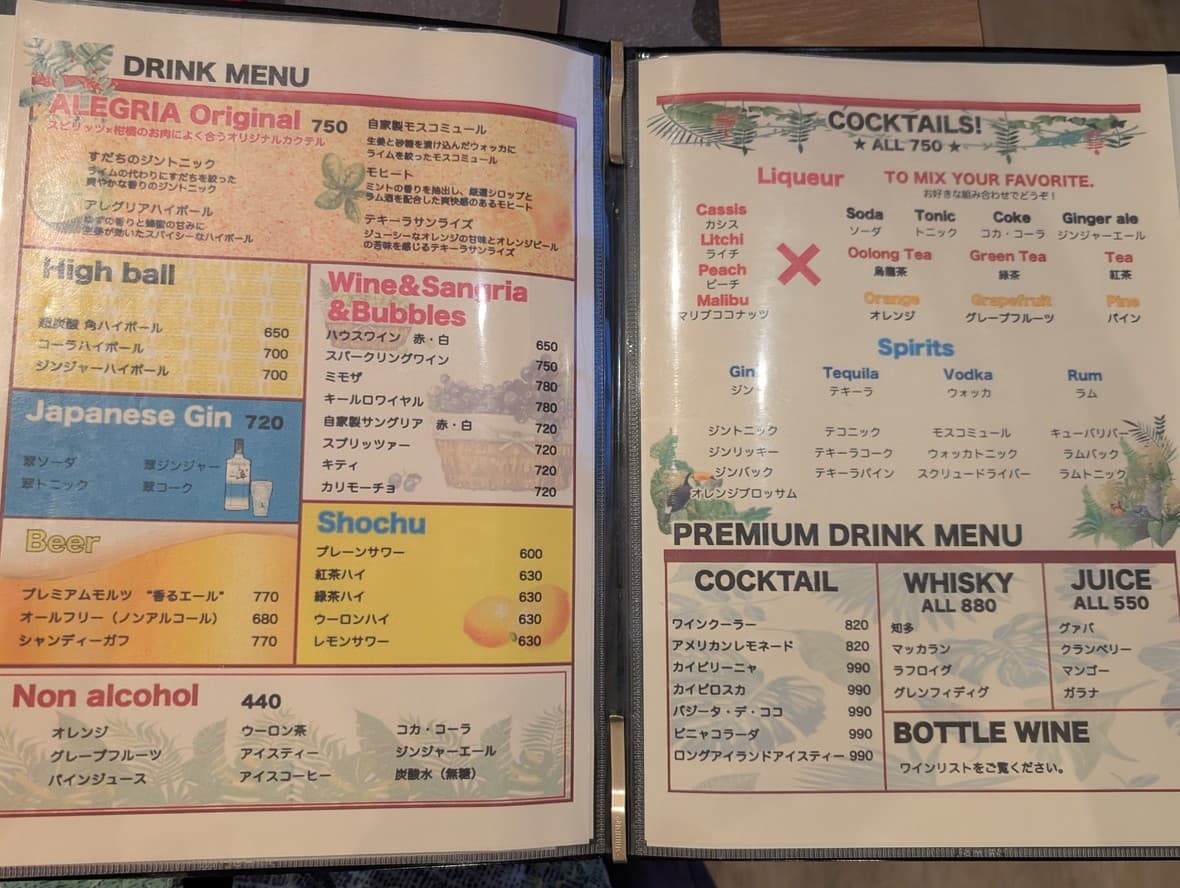 DRINK MENU
ALEGRIA Original 750
スピリッツ×柑橘のお肉によく合うオリジナルカクテル
すだちのジントニック
ライムの代わりにすだちを絞った
爽やかな香りのジントニック
アレグリアハイボール
ゆずの香りと蜂蜜の甘みに
生姜が効いたスパイシーなハイボール
自家製モスコミュール
生姜と砂糖を漬け込んだウォッカに
ライムを絞ったモスコミュール
モヒート
ミントの香りを抽出し、厳選シロップと
ラム酒を配合した爽快感のあるモヒート
テキーラサンライズ
ジューシーなオレンジの甘味とオレンジピール
の苦味を感じるテキーラサンライズ
High ball
超炭酸 角ハイボール 650
コーラハイボール 700
ジンジャーハイボール 700
Japanese Gin 720
翠ソーダ 翠ジンジャー
翠トニック 翠コーク
Beer
プレミアムモルツ “香るエール” 770
オールフリー（ノンアルコール） 680
シャンディーガフ 770
Wine&Sangria
&Bubbles
ハウスワイン 赤・白 650
スパークリングワイン 750
ミモザ 780
キールロワイヤル 780
自家製サングリア 赤・白 720
スプリッツァー 720
キティ 720
カリモーチョ 720
Shochu
プレーンサワー 600
紅茶ハイ 630
緑茶ハイ 630
ウーロンハイ 630
レモンサワー 630
Non alcohol 440
オレンジ ウーロン茶 コカ・コーラ
グレープフルーツ アイスティー ジンジャーエール
パインジュース アイスコーヒー 炭酸水（無糖）
COCKTAILS!
★ ALL 750 ★
Liqueur TO MIX YOUR FAVORITE.
お好きな組み合わせでどうぞ！
Cassis
カシス
Litchi
ライチ
Peach
ピーチ
Malibu
マリブココナッツ
×
Soda Tonic Coke Ginger ale
ソーダ トニック コカ・コーラ ジンジャーエール
Oolong Tea Green Tea Tea
烏龍茶 緑茶 紅茶
Orange Grapefruit Pine
オレンジ グレープフルーツ パイン
Spirits
Gin Tequila Vodka Rum
ジン テキーラ ウォッカ ラム
ジントニック テコニック モスコミュール キューバリバー
ジンリッキー テキーラコーク ウォッカトニック ラムバック
ジンバック テキーラパイン スクリュードライバー ラムトニック
オレンジブロッサム
PREMIUM DRINK MENU
COCKTAIL
ワインクーラー 820
アメリカンレモネード 820
カイピリーニャ 990
カイピロスカ 990
バジータ・デ・ココ 990
ピニャコラーダ 990
ロングアイランドアイスティー 990
WHISKY
ALL 880
知多
マッカラン
ラフロイグ
グレンフィディグ
JUICE
ALL 550
グァバ
クランベリー
マンゴー
ガラナ
BOTTLE WINE
ワインリストをご覧ください。